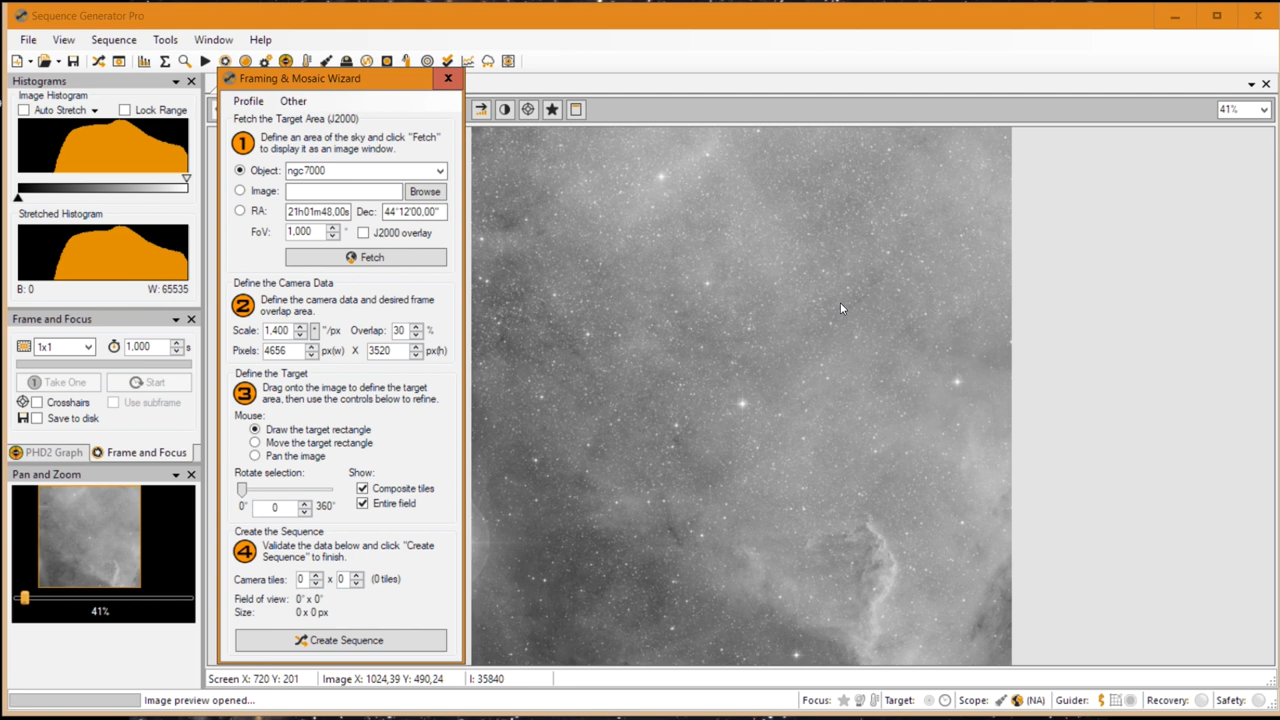 Sequence Generator Pro
File View Sequence Tools Window Help
Histograms
Image Histogram
Auto Stretch Lock Range
Stretched Histogram
B: 0 W: 65535
Frame and Focus
1x1 1,000 s
Take One Start
Crosshairs Use subframe
Save to disk
PHD2 Graph Frame and Focus
Pan and Zoom
41%
Framing & Mosaic Wizard
Profile Other
Fetch the Target Area (J2000)
1 Define an area of the sky and click "Fetch"
to display it as an image window.
Object: ngc7000
Image: Browse
RA: 21h01m48,00s Dec: 44°12'00,00"
FoV: 1,000 ° J2000 overlay
Fetch
Define the Camera Data
2 Define the camera data and desired frame
overlap area.
Scale: 1,400 * "/px Overlap: 30 %
Pixels: 4656 px(w) X 3520 px(h)
Define the Target
3 Drag onto the image to define the target
area, then use the controls below to refine.
Mouse:
Draw the target rectangle
Move the target rectangle
Pan the image
Rotate selection: Show:
Composite tiles
0° 0 360° Entire field
Create the Sequence
4 Validate the data below and click "Create
Sequence" to finish.
Camera tiles: 0 x 0 (0 tiles)
Field of view: 0° x 0°
Size: 0 x 0 px
Create Sequence
41%
Screen X: 720 Y: 201 Image X: 1024,39 Y: 490,24 I: 35840
Image preview opened... Focus: Target: Scope: (NA) Guider: Recovery: Safety: